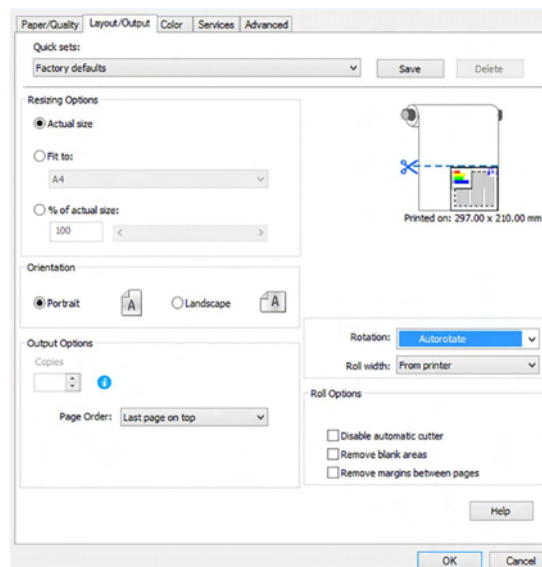 Paper/Quality Layout/Output Color Services Advanced
Quick sets:
Factory defaults Save Delete
Resizing Options
Actual size
Fit to:
A4
% of actual size:
100
Printed on: 297.00 x 210.00 mm
Orientation
Portrait A Landscape A
Rotation: Autorotate
Roll width: From printer
Output Options
Copies
Page Order: Last page on top
Roll Options
Disable automatic cutter
Remove blank areas
Remove margins between pages
Help
OK Cancel